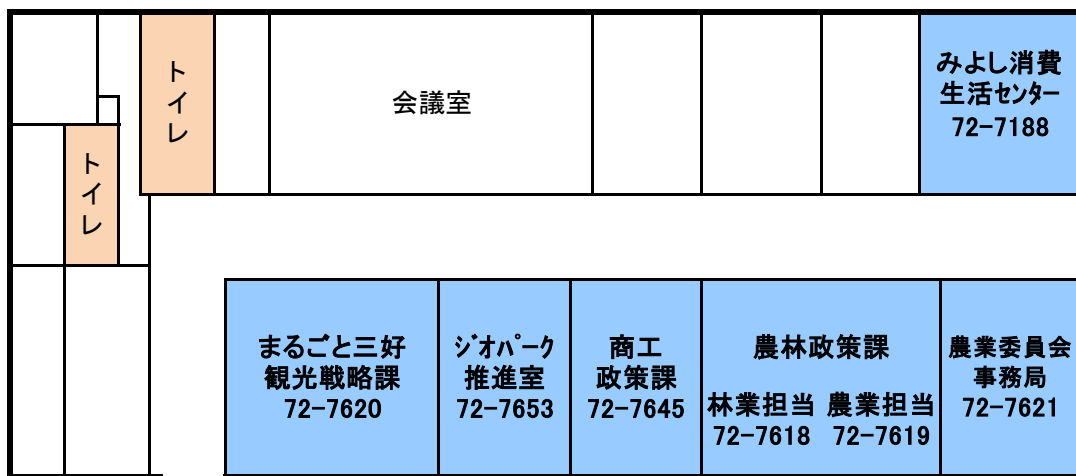 トイレ
会議室
みよし消費
生活センター
72-7188
トイレ
まるごと三好
観光戦略課
72-7620
ジオパーク
推進室
72-7653
商工
政策課
72-7645
農林政策課
林業担当 農業担当
72-7618 72-7619
農業委員会
事務局
72-7621